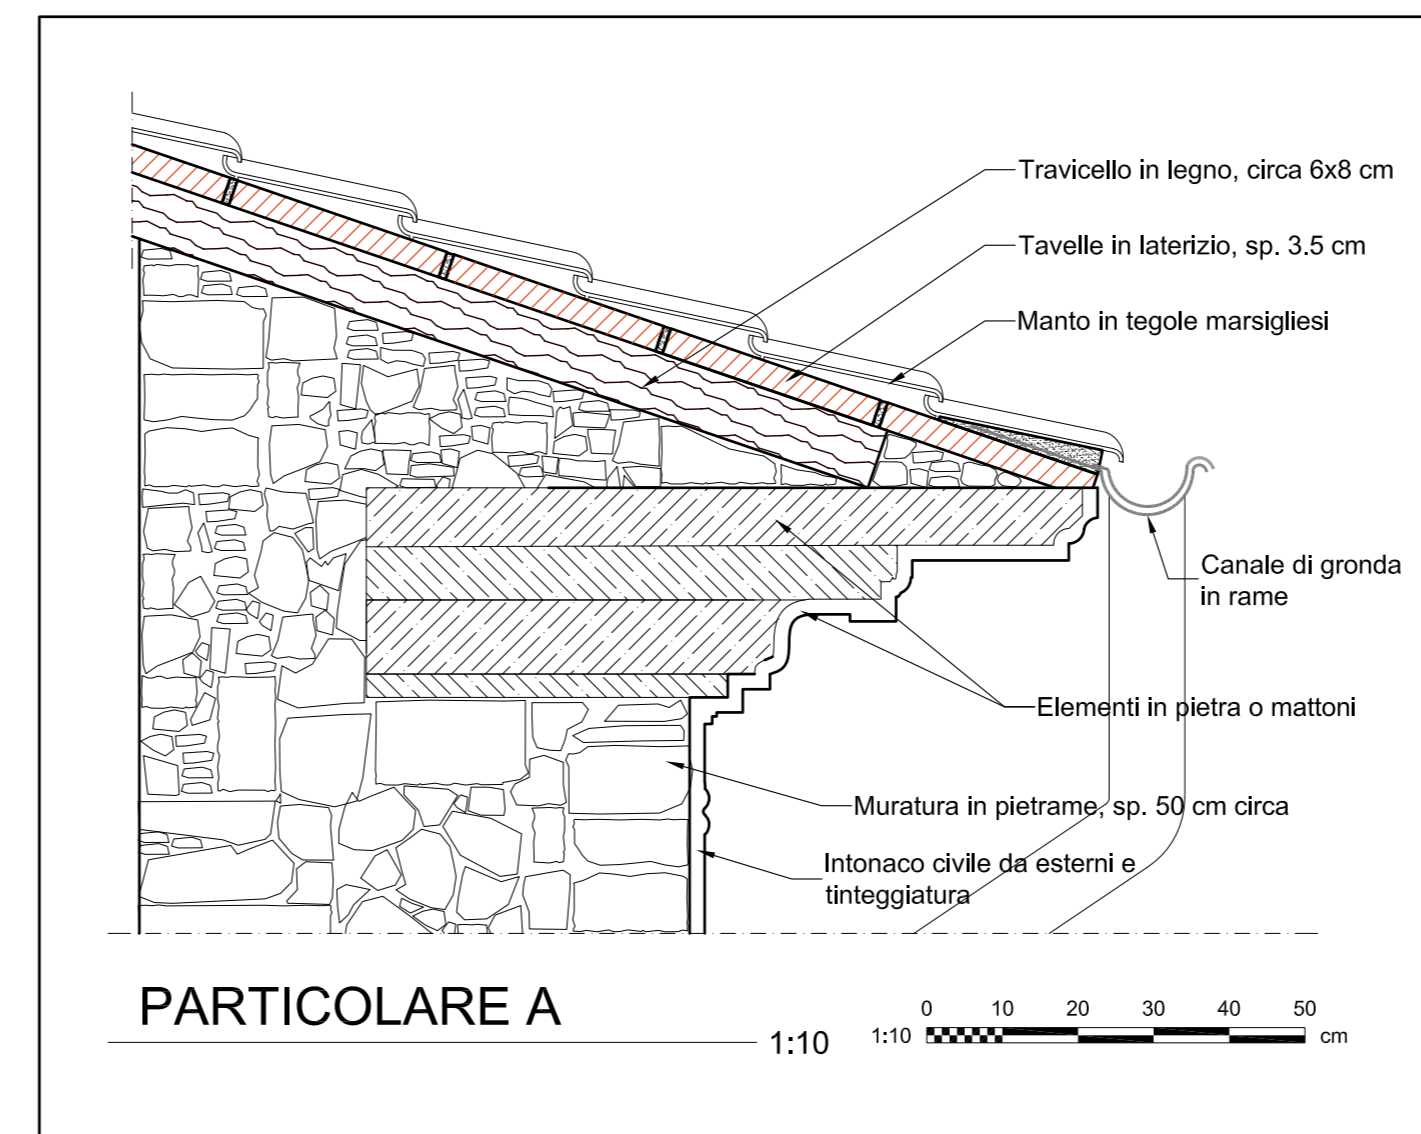 Travicello in legno, circa 6x8 cm
Tavelle in laterizio, sp. 3.5 cm
Manto in tegole marsigliesi
Canale di gronda
in rame
Elementi in pietra o mattoni
Muratura in pietrame, sp. 50 cm circa
Intonaco civile da esterni e
tinteggiatura
PARTICOLARE A
1:10
0 10 20 30 40 50
1:10 cm